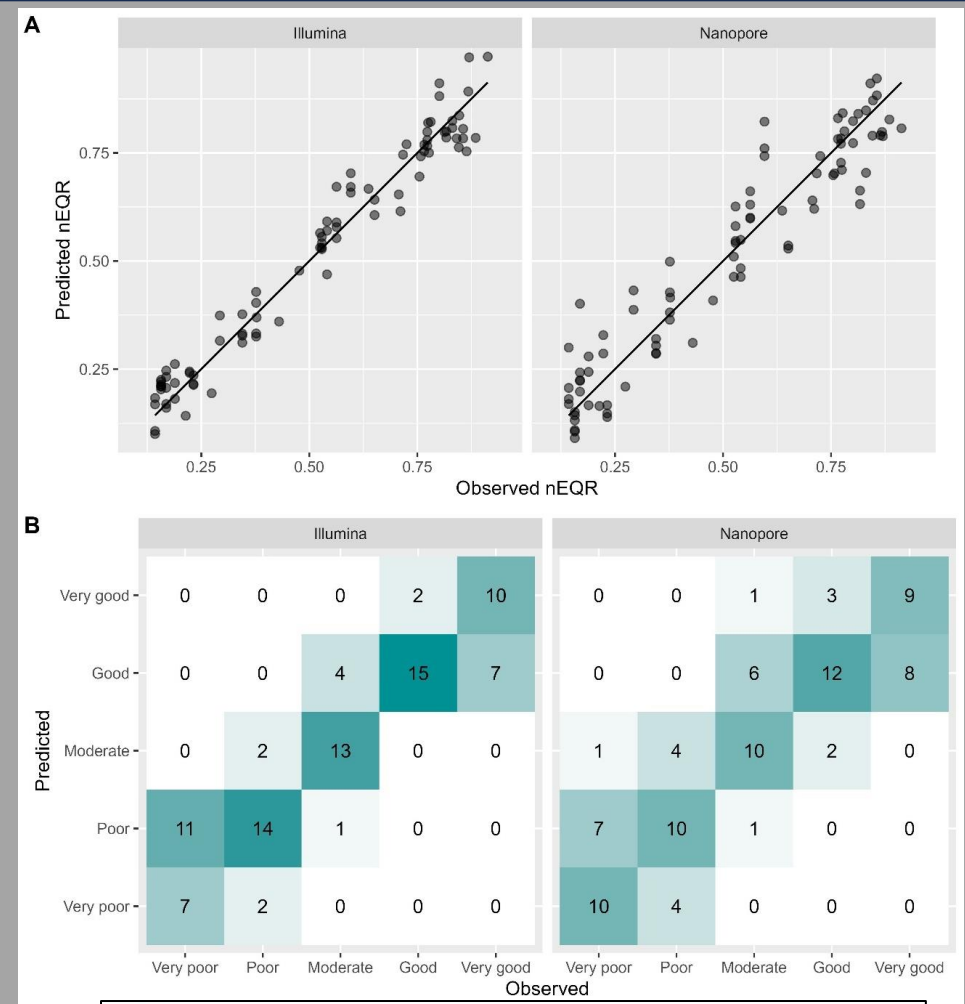 A
Illumina
Nanopore
Predicted nEQR
0.75
0.50
0.25
0.25 0.50 0.75
0.25 0.50 0.75
Observed nEQR
B
Illumina
Nanopore
Predicted
Very good 0 0 0 2 10 0 0 1 3 9
Good 0 0 4 15 7 0 0 6 12 8
Moderate 0 2 13 0 0 1 4 10 2 0
Poor 11 14 1 0 0 7 10 1 0 0
Very poor 7 2 0 0 0 10 4 0 0 0
Very poor Poor Moderate Good Very good Very poor Poor Moderate Good Very good
Observed